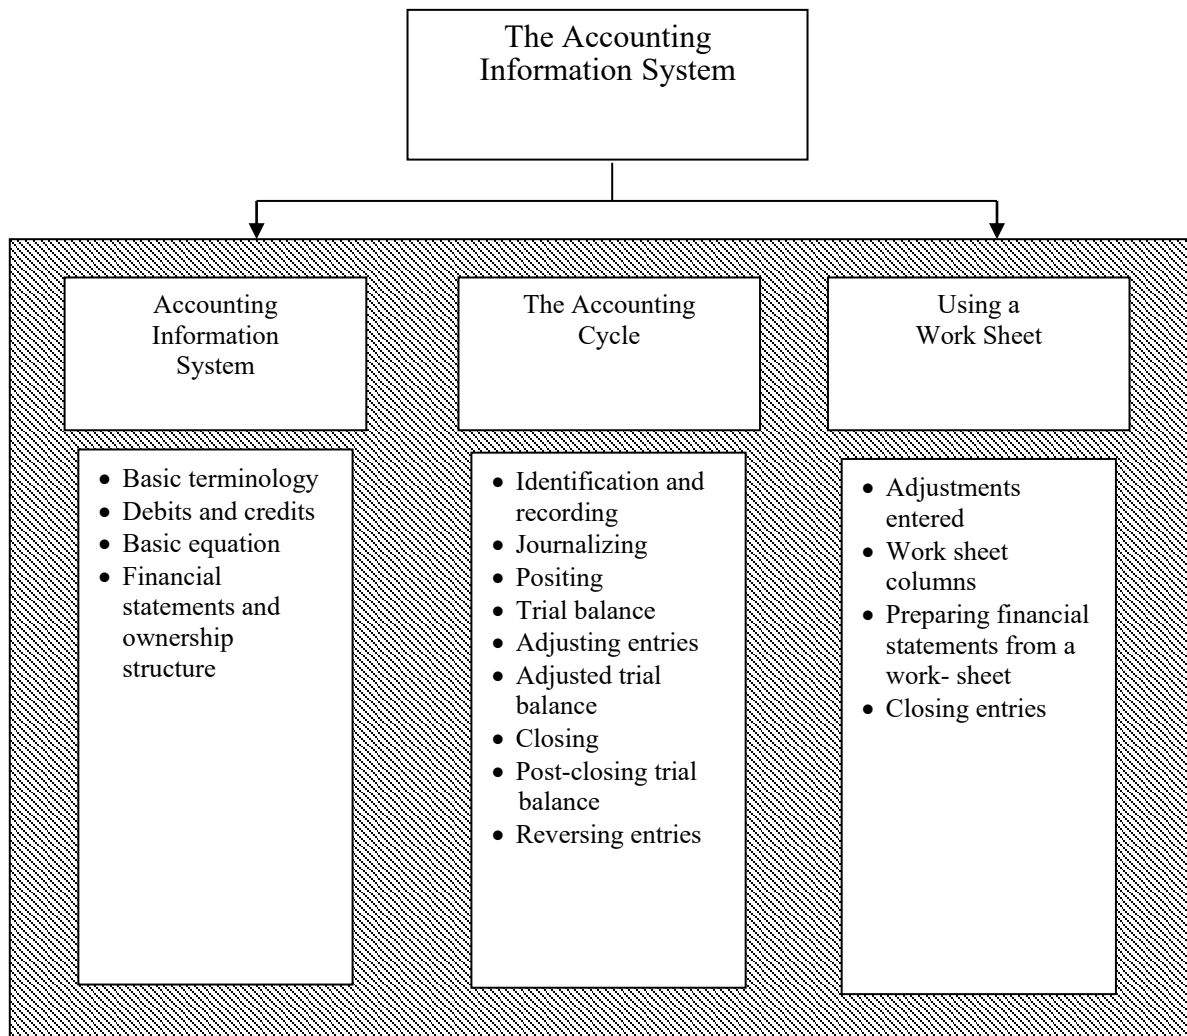 The Accounting
Information System
Accounting
Information
System
• Basic terminology
• Debits and credits
• Basic equation
• Financial
statements and
ownership
structure
The Accounting
Cycle
• Identification and
recording
• Journalizing
• Positing
• Trial balance
• Adjusting entries
• Adjusted trial
balance
• Closing
• Post-closing trial
balance
• Reversing entries
Using a
Work Sheet
• Adjustments
entered
• Work sheet
columns
• Preparing financial
statements from a
work- sheet
• Closing entries